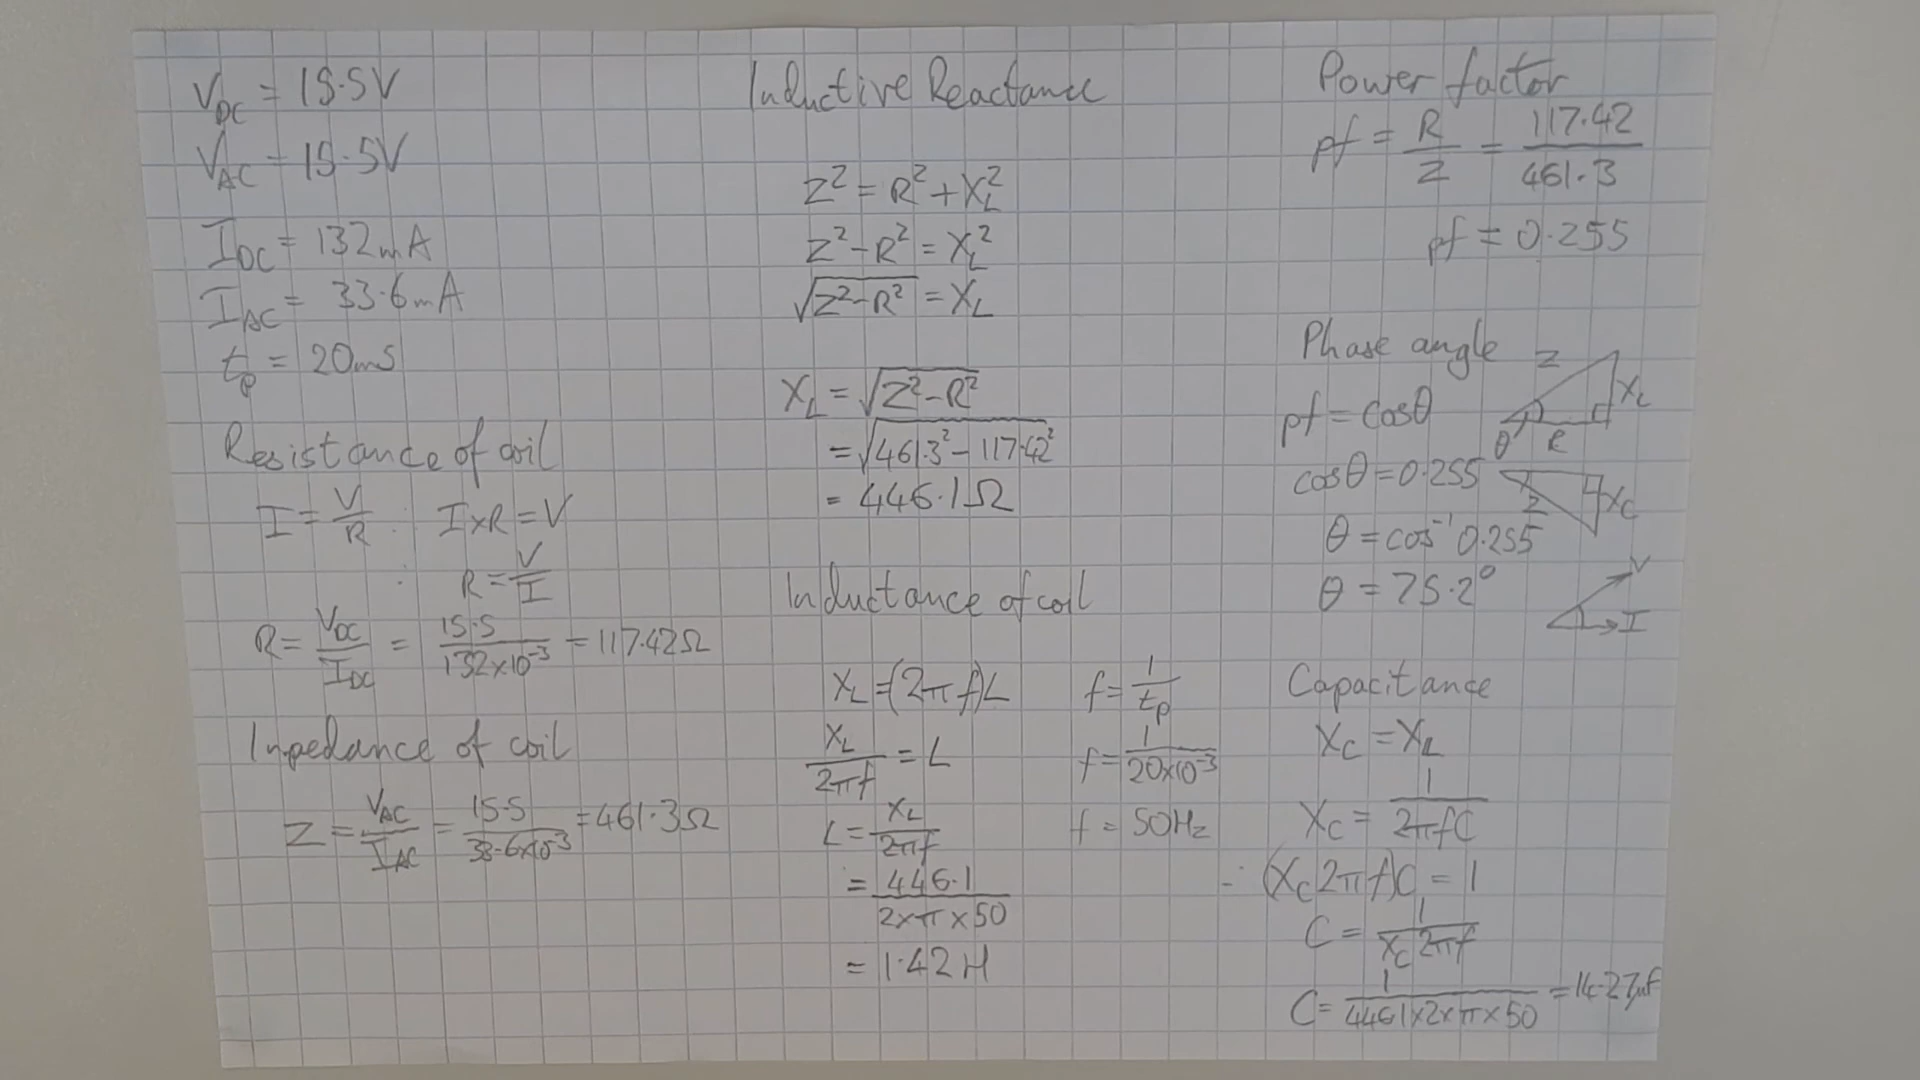 V_DC = 15.5V
V_AC = 15.5V
I_DC = 132mA
I_AC = 33.6mA
t_p = 20ms
Resistance of coil
I = V/R ∴ I×R = V
R = V/I
R = V_DC/I_DC = 15.5/132×10⁻³ = 117.42Ω
Impedance of coil
Z = V_AC/I_AC = 15.5/33.6×10⁻³ = 461.3Ω
Inductive Reactance
Z² = R² + X_L²
Z² - R² = X_L²
√(Z² - R²) = X_L
X_L = √(Z² - R²)
= √(461.3² - 117.42²)
= 446.1Ω
Inductance of coil
X_L = (2πf)L
X_L/2πf = L
L = X_L/2πf
= 446.1/2×π×50
= 1.42H
f = 1/t_p
f = 1/20×10⁻³
f = 50Hz
Power factor
pf = R/Z = 117.42/461.3
pf = 0.255
Phase angle
pf = cosθ
cosθ = 0.255
θ = cos⁻¹ 0.255
θ = 75.2°
Z
X_L
θ R
Z X_C
V
I
Capacitance
X_C = X_L
X_C = 1/2πfC
∴ (X_C 2πf)C = 1
C = 1/X_C 2πf
C = 1/446.1×2×π×50 = 14.27µF